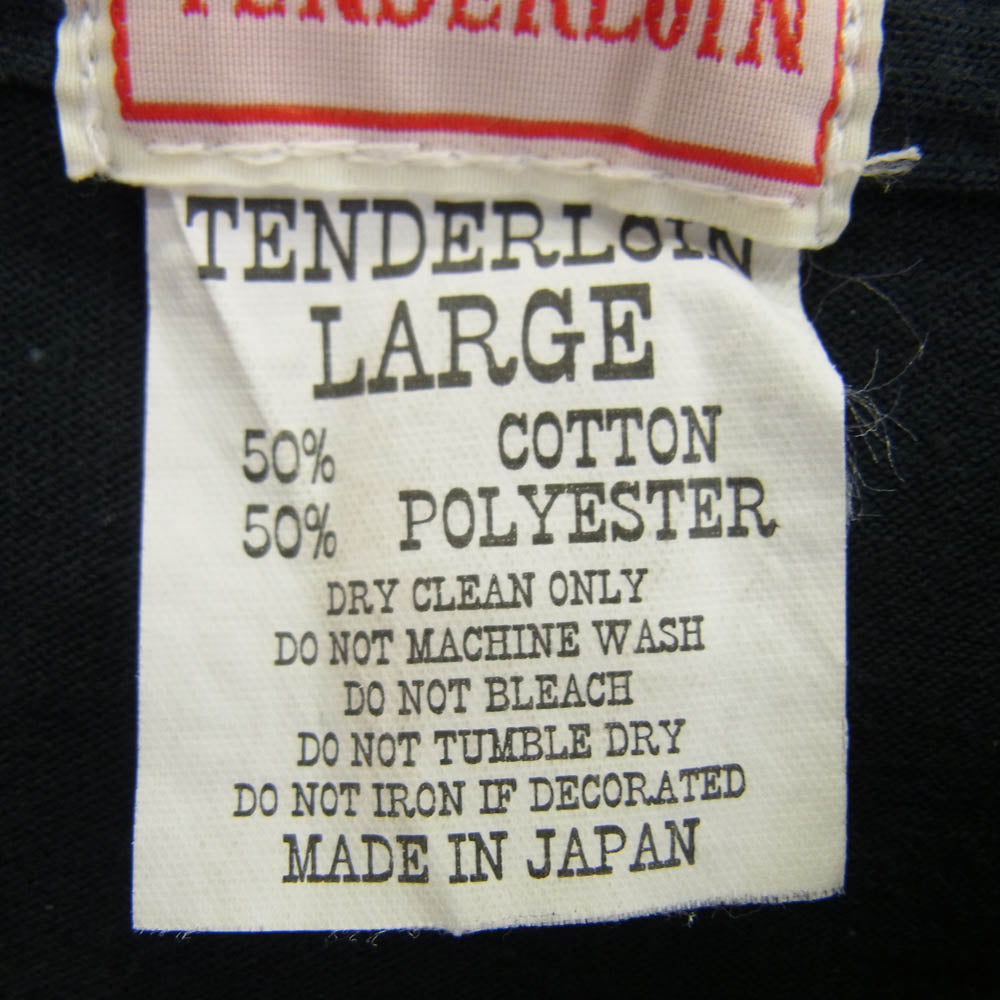 TENDERLOIN
TENDERLOIN
LARGE
50% COTTON
50% POLYESTER
DRY CLEAN ONLY
DO NOT MACHINE WASH
DO NOT BLEACH
DO NOT TUMBLE DRY
DO NOT IRON IF DECORATED
MADE IN JAPAN